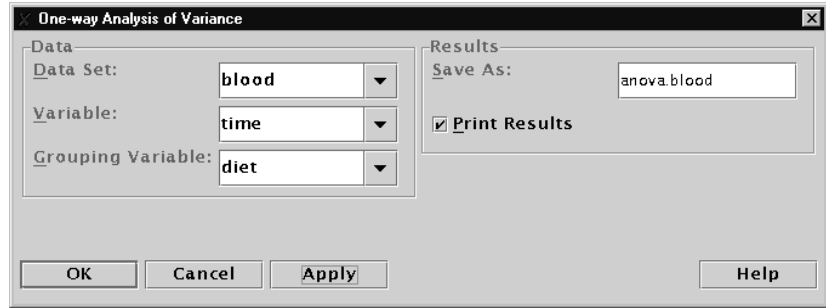 One-way Analysis of Variance
Data
Data Set: blood
Variable: time
Grouping Variable: diet
Results
Save As: anova.blood
Print Results
OK Cancel Apply Help